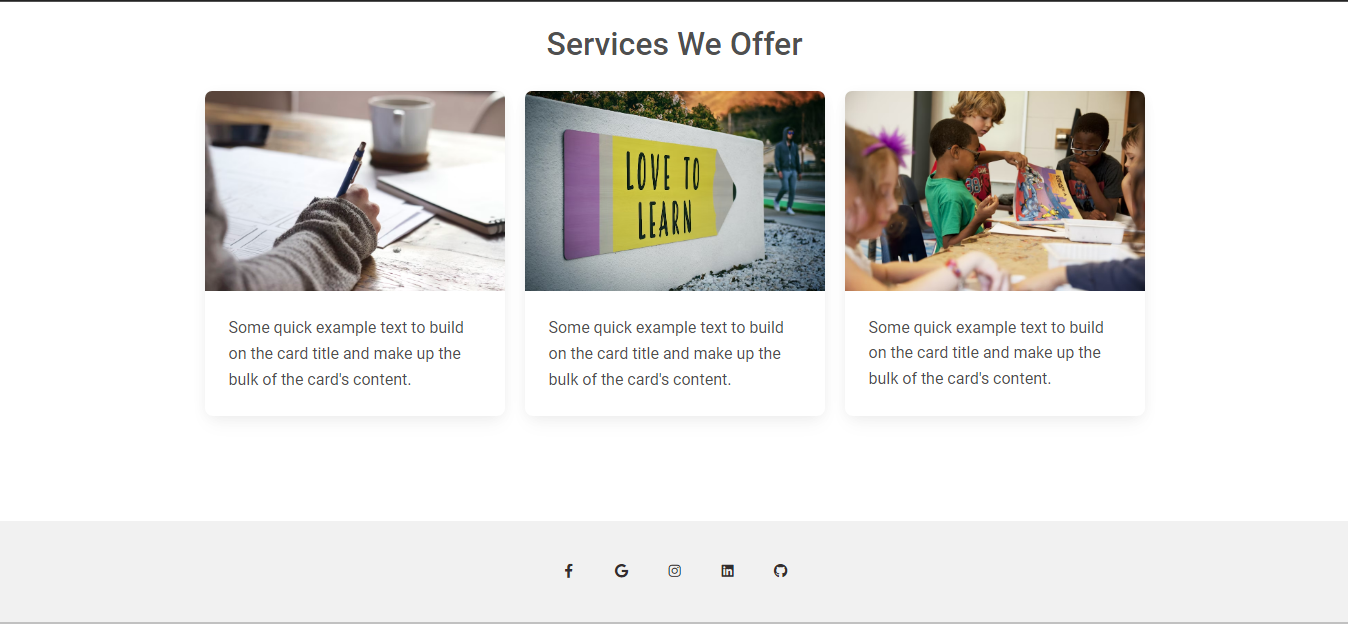 Services We Offer
LOVE TO
LEARN
Some quick example text to build
on the card title and make up the
bulk of the card's content.
Some quick example text to build
on the card title and make up the
bulk of the card's content.
Some quick example text to build
on the card title and make up the
bulk of the card's content.